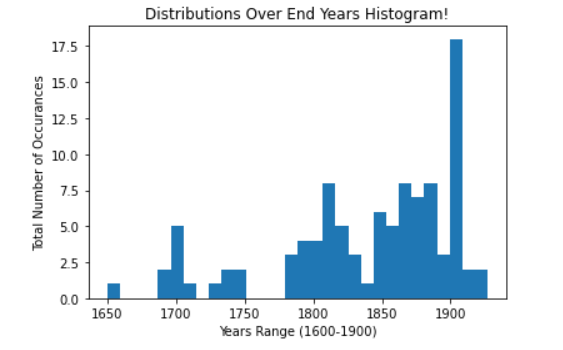 Distributions Over End Years Histogram!
Total Number of Occurances
17.5
15.0
12.5
10.0
7.5
5.0
2.5
0.0
1650 1700 1750 1800 1850 1900
Years Range (1600-1900)